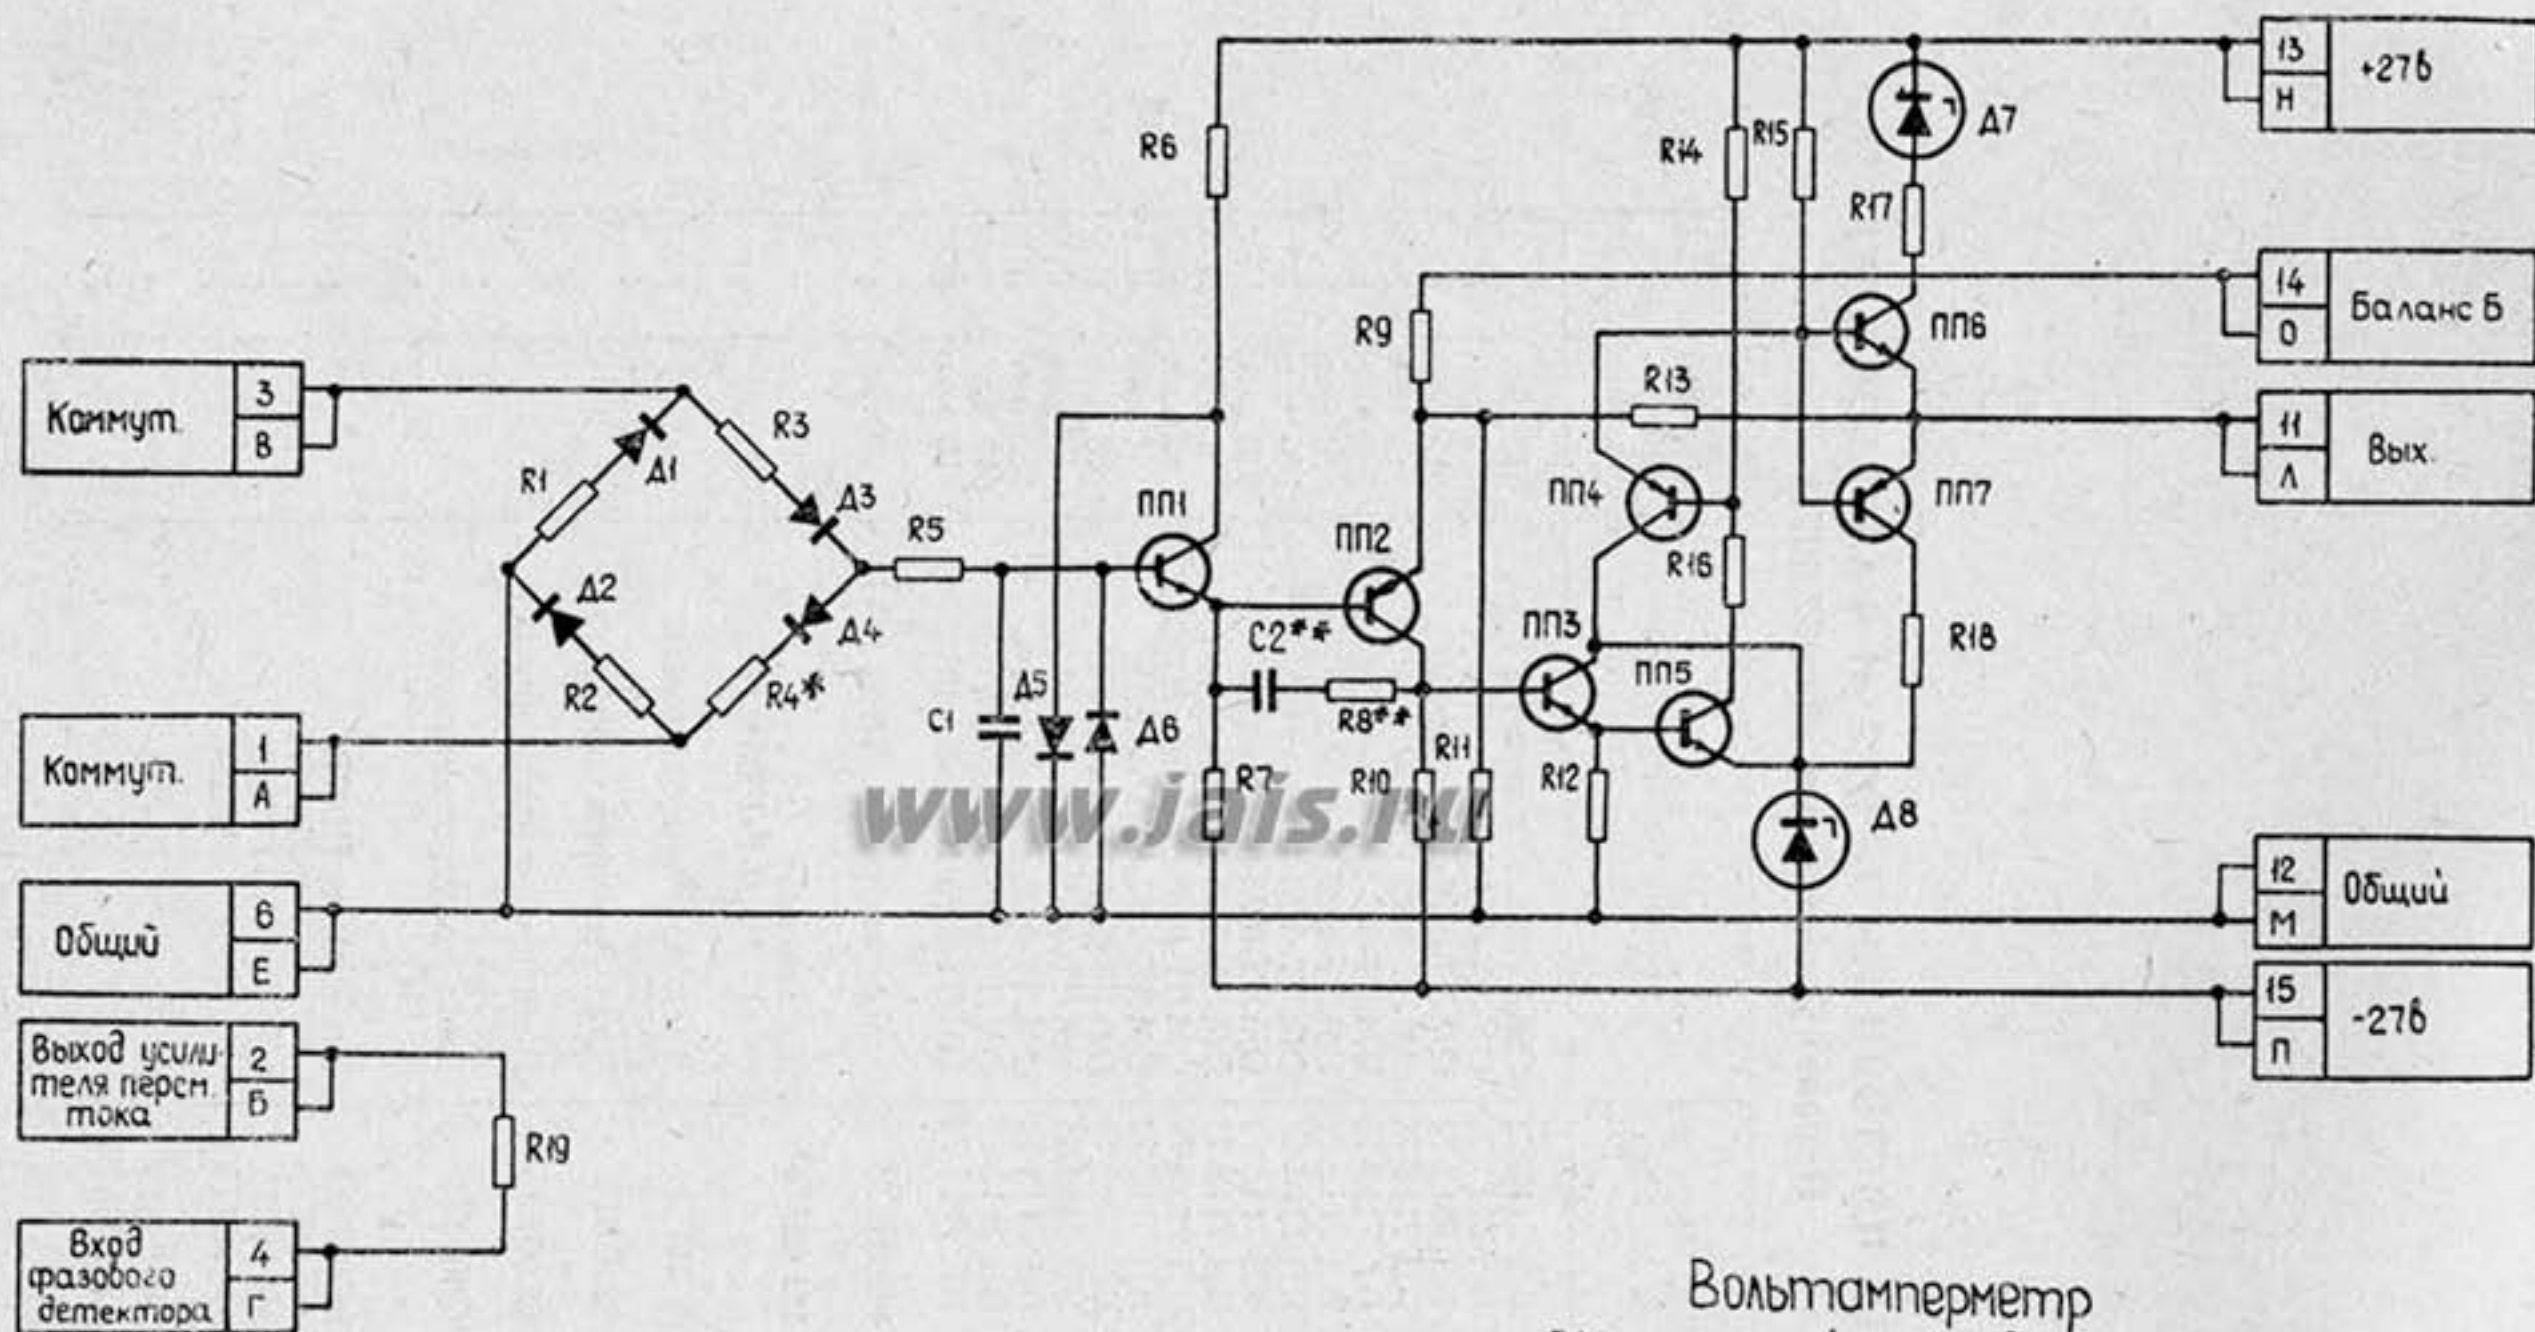 Коммут.
3
В
Коммут.
1
А
Общий
6
Е
Выход усили-
теля перем.
тока
2
Б
Вход
фазового
детектора
4
Г
R19
R1
Д1
R3
Д3
Д2
R2
R4*
Д4
R5
C1
Д5
Д6
R6
ПП1
R7
ПП2
C2**
R8**
R9
R10
R11
R12
ПП3
ПП4
ПП5
R13
R14
R15
R16
Д7
R17
ПП6
ПП7
R18
Д8
13
Н
+27В
14
О
Баланс Б
11
Л
Вых.
12
М
Общий
15
П
-27В
www.jais.ru
Вольтамперметр